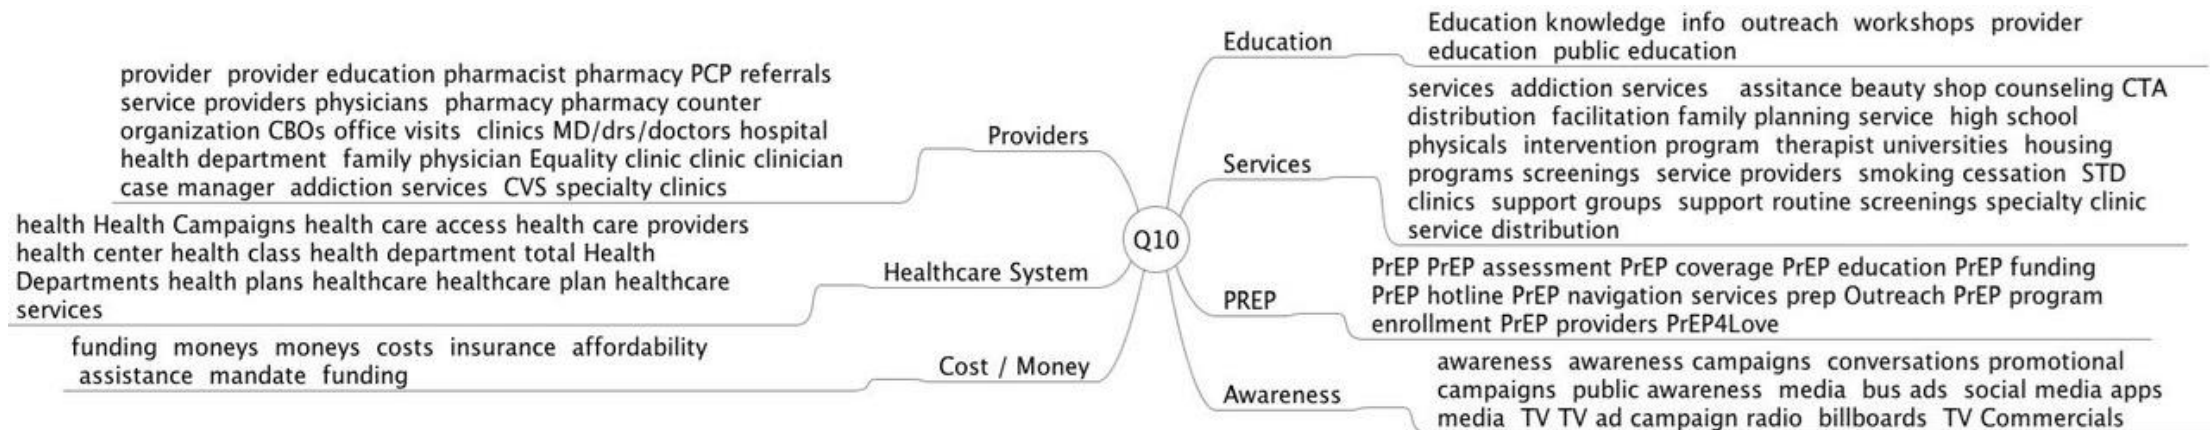 Q10
Education
Education knowledge  info  outreach  workshops  provider
education  public education
Services
services  addiction services    assitance beauty shop counseling CTA
distribution  facilitation family planning service  high school
physicals  intervention program  therapist universities  housing
programs screenings  service providers  smoking cessation  STD
clinics  support groups  support routine screenings specialty clinic
service distribution
PREP
PrEP PrEP assessment PrEP coverage PrEP education PrEP funding
PrEP hotline PrEP navigation services prep Outreach PrEP program
enrollment PrEP providers PrEP4Love
Awareness
awareness  awareness campaigns  conversations promotional
campaigns  public awareness  media  bus ads  social media apps
media  TV TV ad campaign radio  billboards  TV Commercials
Providers
provider  provider education pharmacist pharmacy PCP referrals
service providers physicians  pharmacy pharmacy counter
organization CBOs office visits  clinics MD/drs/doctors hospital
health department  family physician Equality clinic clinic clinician
case manager  addiction services  CVS specialty clinics
Healthcare System
health Health Campaigns health care access health care providers
health center health class health department total Health
Departments health plans healthcare healthcare plan healthcare
services
Cost / Money
funding  moneys  moneys  costs  insurance  affordability
assistance  mandate  funding